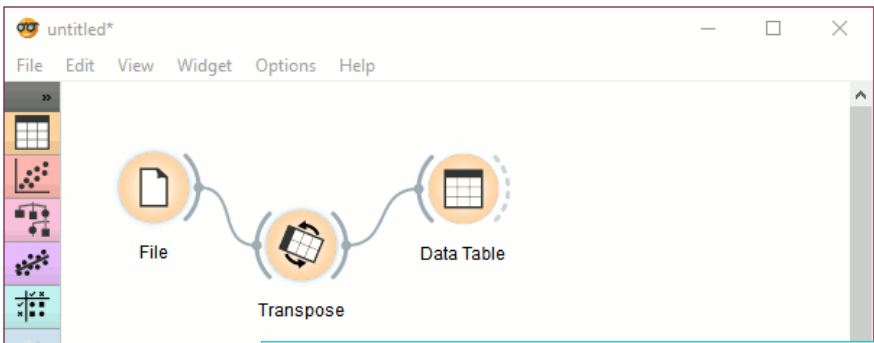 untitled*
File Edit View Widget Options Help
»
File
Data Table
Transpose